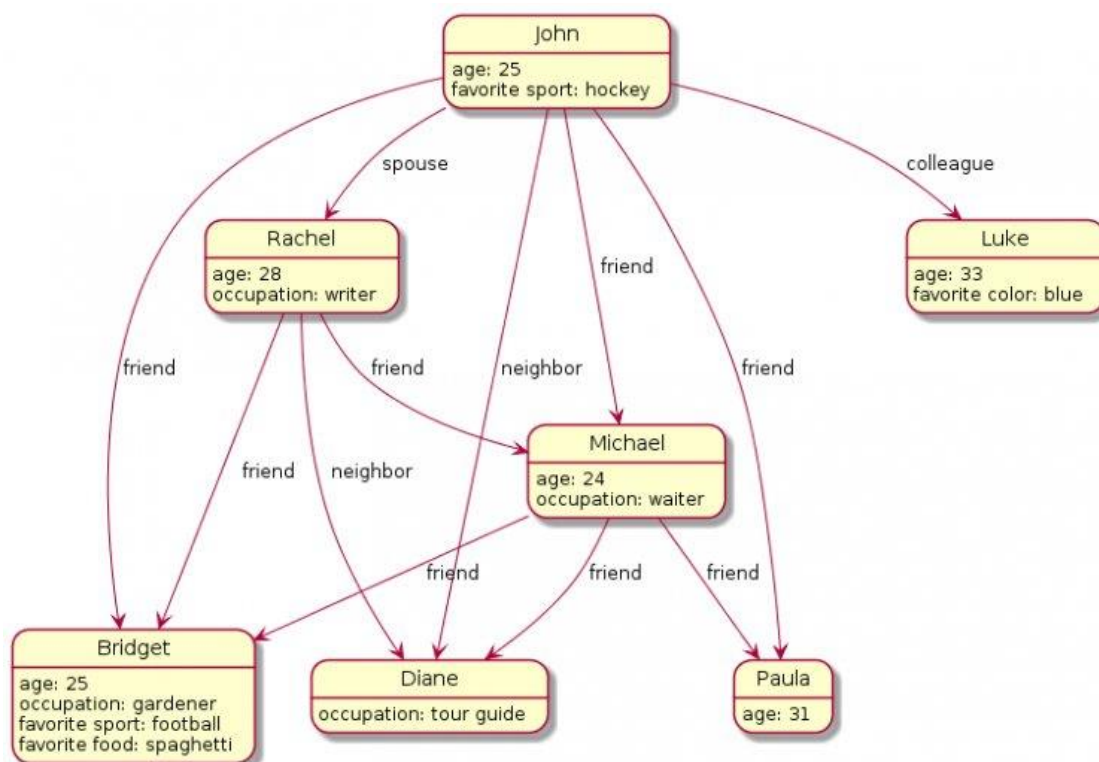 John
age: 25
favorite sport: hockey
spouse
colleague
Rachel
age: 28
occupation: writer
Luke
age: 33
favorite color: blue
friend
friend
friend
neighbor
friend
Michael
age: 24
occupation: waiter
friend
neighbor
friend
friend
friend
Bridget
age: 25
occupation: gardener
favorite sport: football
favorite food: spaghetti
Diane
occupation: tour guide
Paula
age: 31